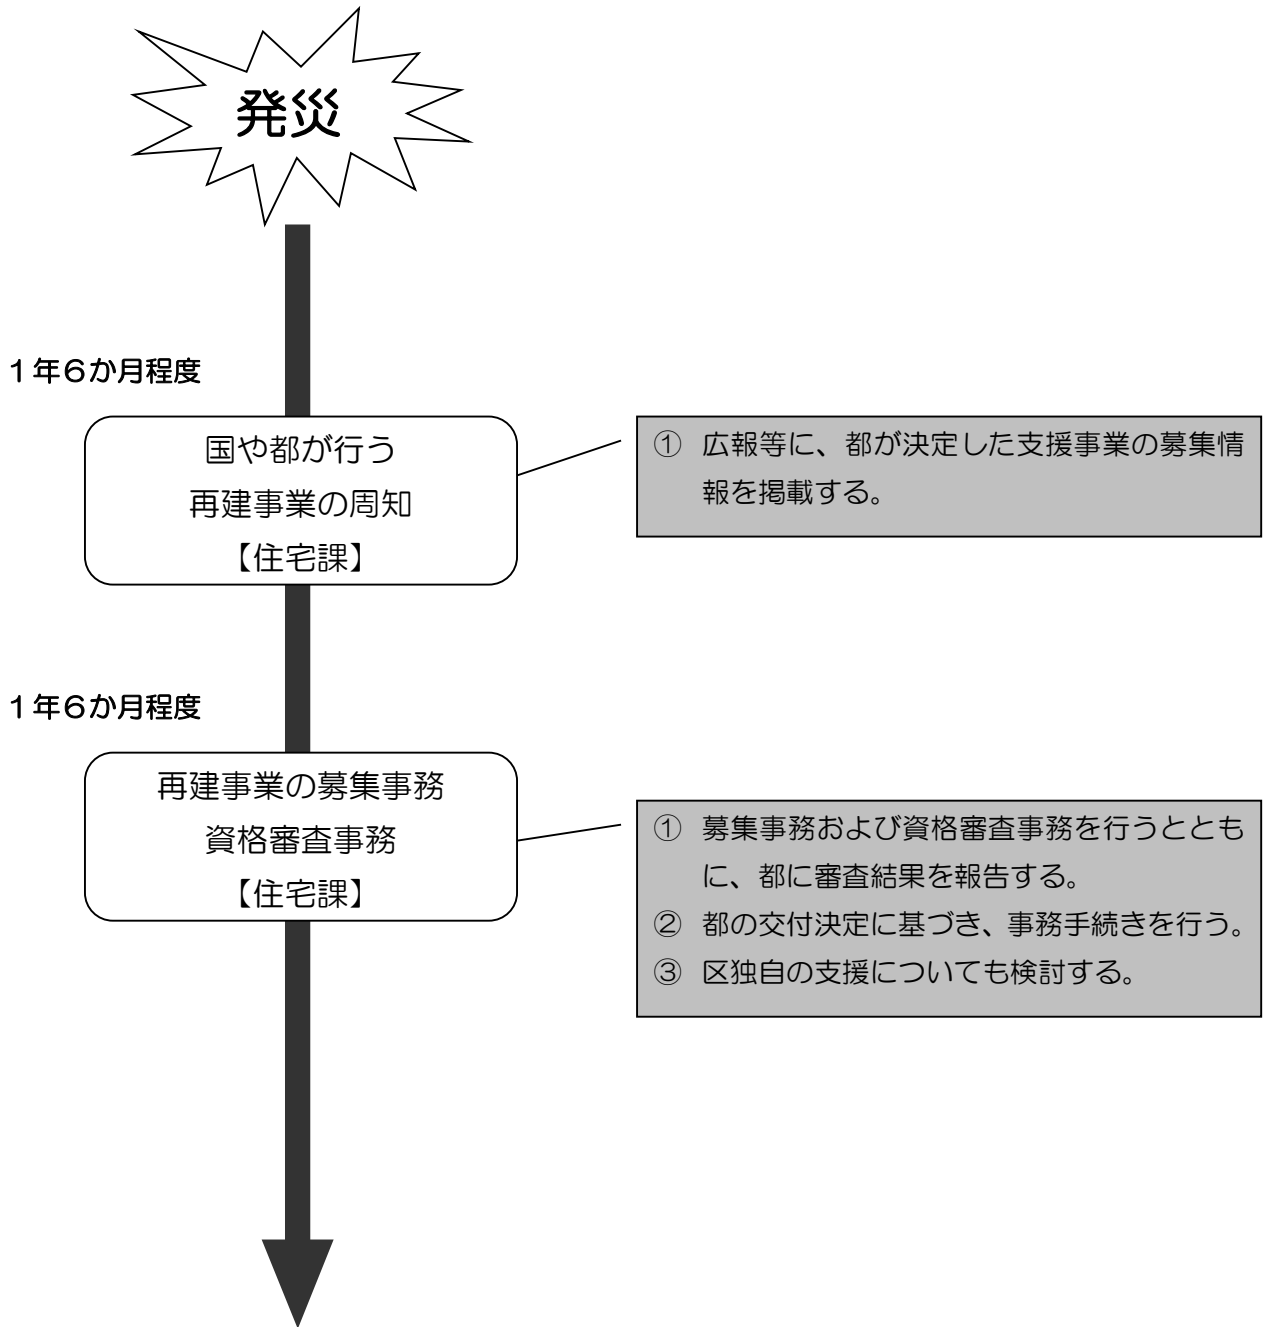 発災
１年６か月程度
国や都が行う
再建事業の周知
【住宅課】
① 広報等に、都が決定した支援事業の募集情
報を掲載する。
１年６か月程度
再建事業の募集事務
資格審査事務
【住宅課】
① 募集事務および資格審査事務を行うととも
に、都に審査結果を報告する。
② 都の交付決定に基づき、事務手続きを行う。
③ 区独自の支援についても検討する。